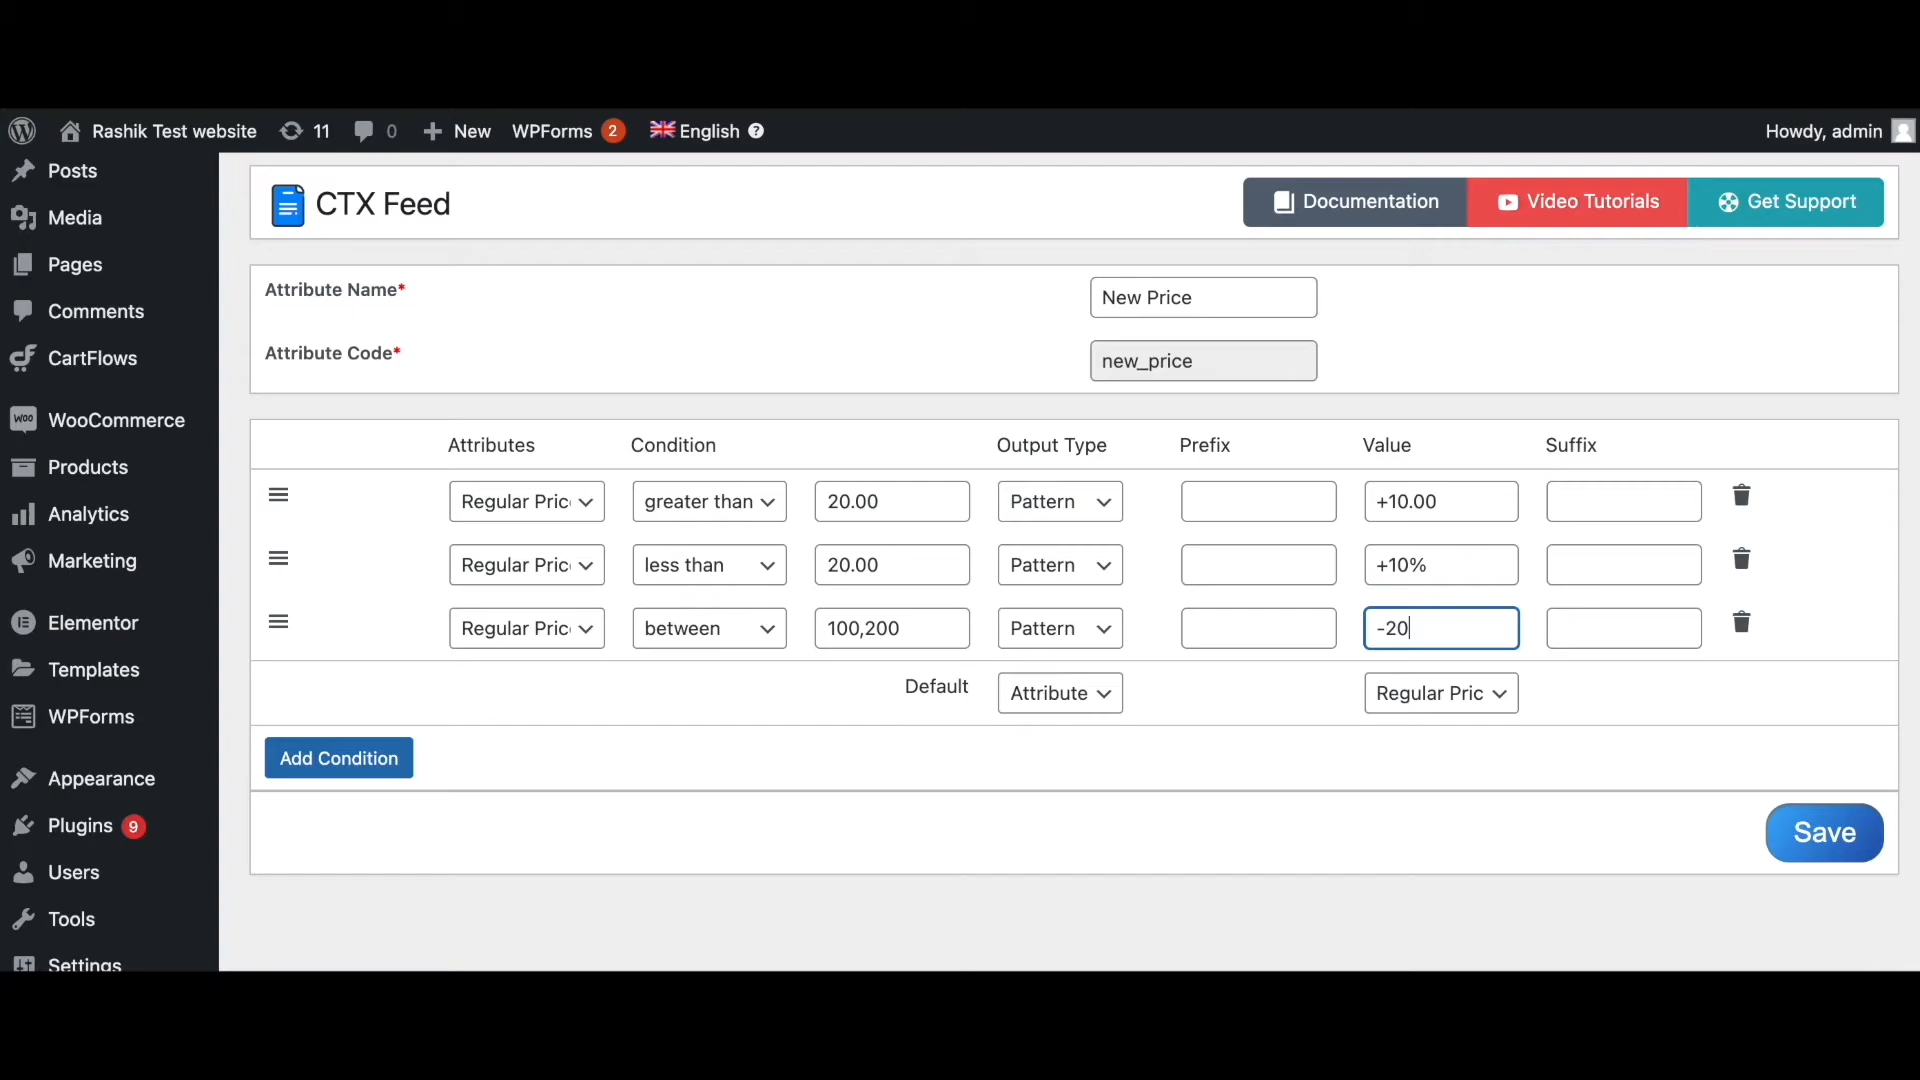 Rashik Test website 11 0 New WPForms 2 English Howdy, admin
Posts
Media
Pages
Comments
CartFlows
WooCommerce
Products
Analytics
Marketing
Elementor
Templates
WPForms
Appearance
Plugins 9
Users
Tools
Settings
CTX Feed
Documentation Video Tutorials Get Support
Attribute Name* New Price
Attribute Code* new_price
Attributes Condition Output Type Prefix Value Suffix
Regular Pric greater than 20.00 Pattern +10.00
Regular Pric less than 20.00 Pattern +10%
Regular Pric between 100,200 Pattern -20
Default Attribute Regular Pric
Add Condition
Save